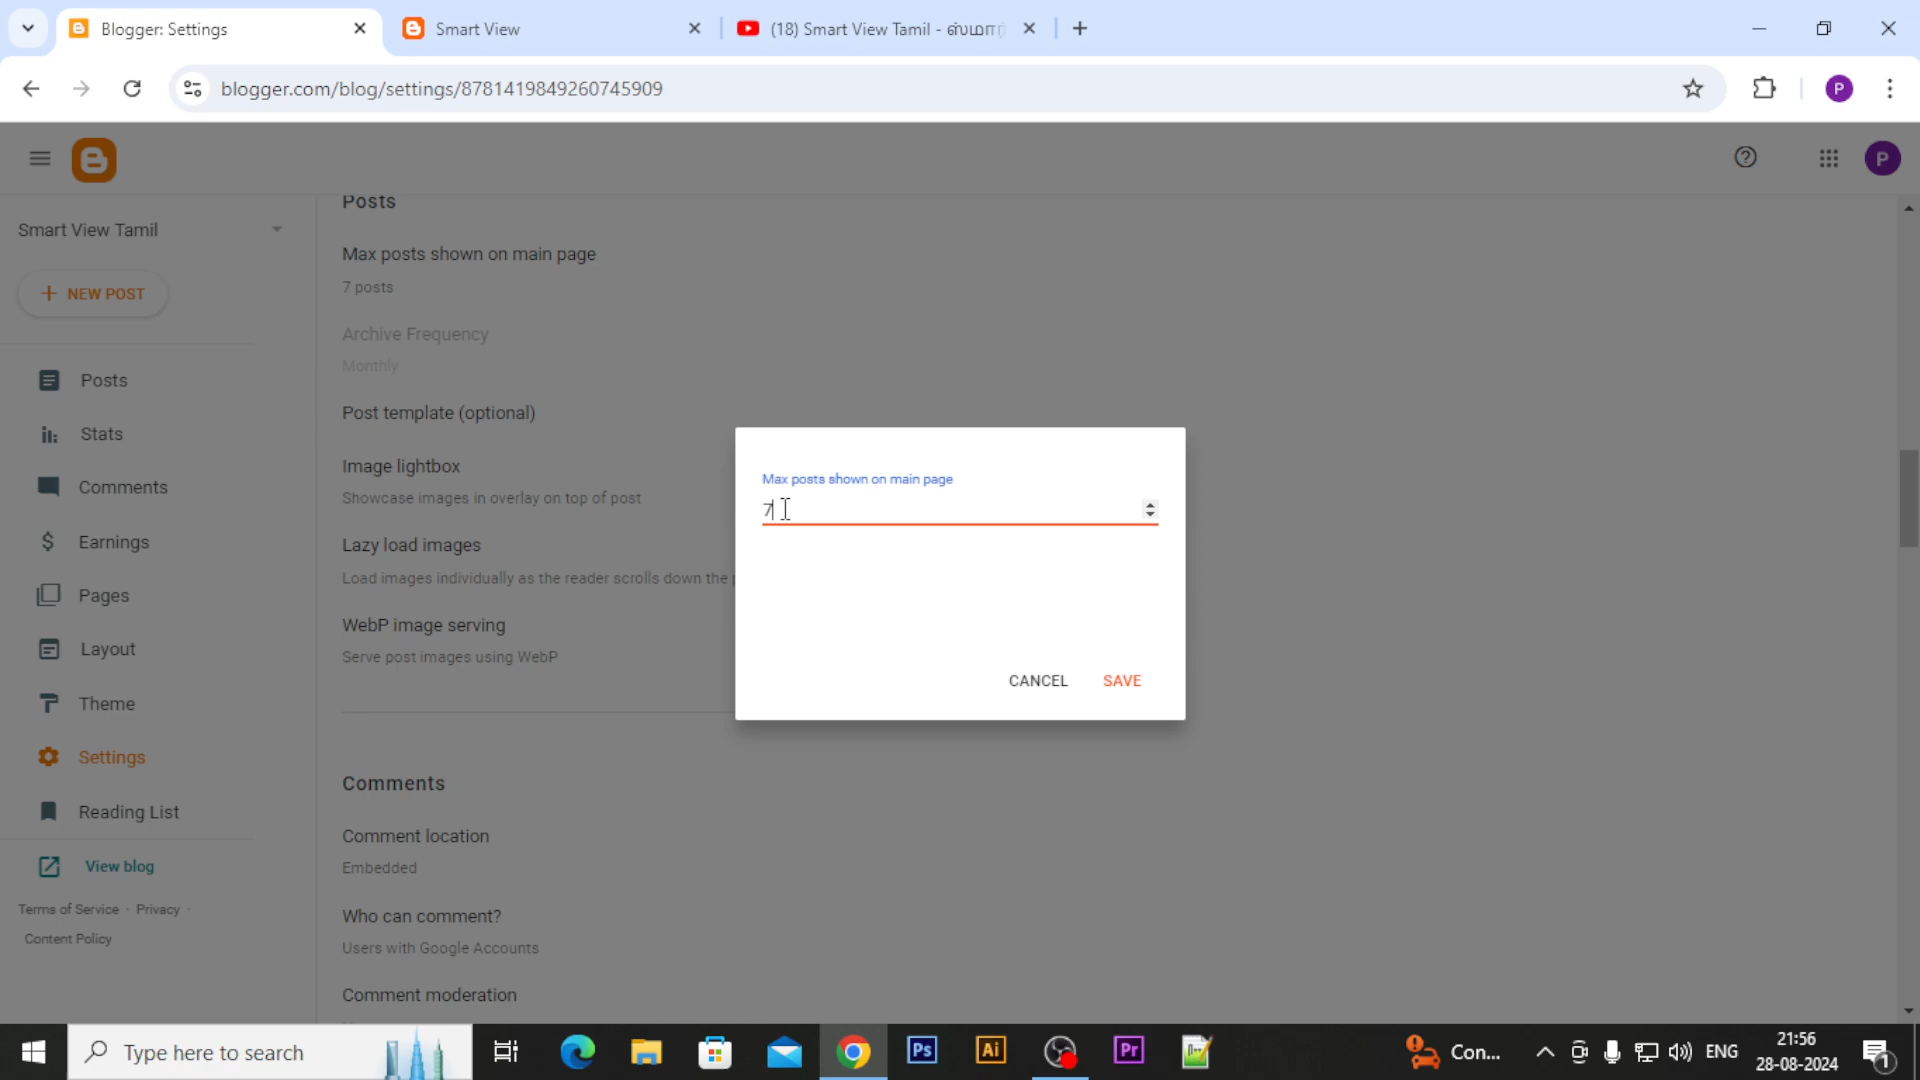 Blogger: Settings
Smart View
(18) Smart View Tamil - ஸ்மார்
blogger.com/blog/settings/8781419849260745909
P
P
Smart View Tamil
NEW POST
Posts
Stats
Comments
Earnings
Pages
Layout
Theme
Settings
Reading List
View blog
Terms of Service · Privacy ·
Content Policy
Posts
Max posts shown on main page
7 posts
Archive Frequency
Monthly
Post template (optional)
Image lightbox
Showcase images in overlay on top of post
Lazy load images
Load images individually as the reader scrolls down the
WebP image serving
Serve post images using WebP
Comments
Comment location
Embedded
Who can comment?
Users with Google Accounts
Comment moderation
Max posts shown on main page
7
CANCEL
SAVE
Type here to search
Ps
Ai
Pr
Con...
ENG
21:56
28-08-2024
1